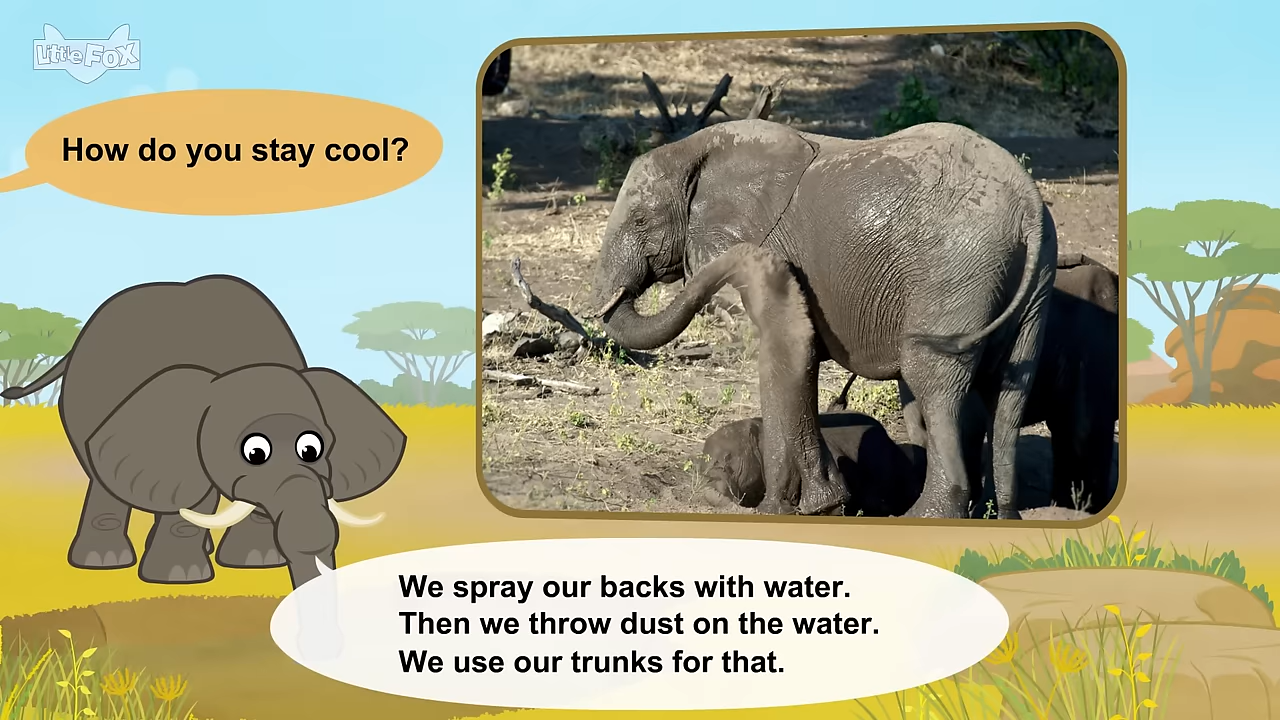 Little Fox
How do you stay cool?
We spray our backs with water.
Then we throw dust on the water.
We use our trunks for that.